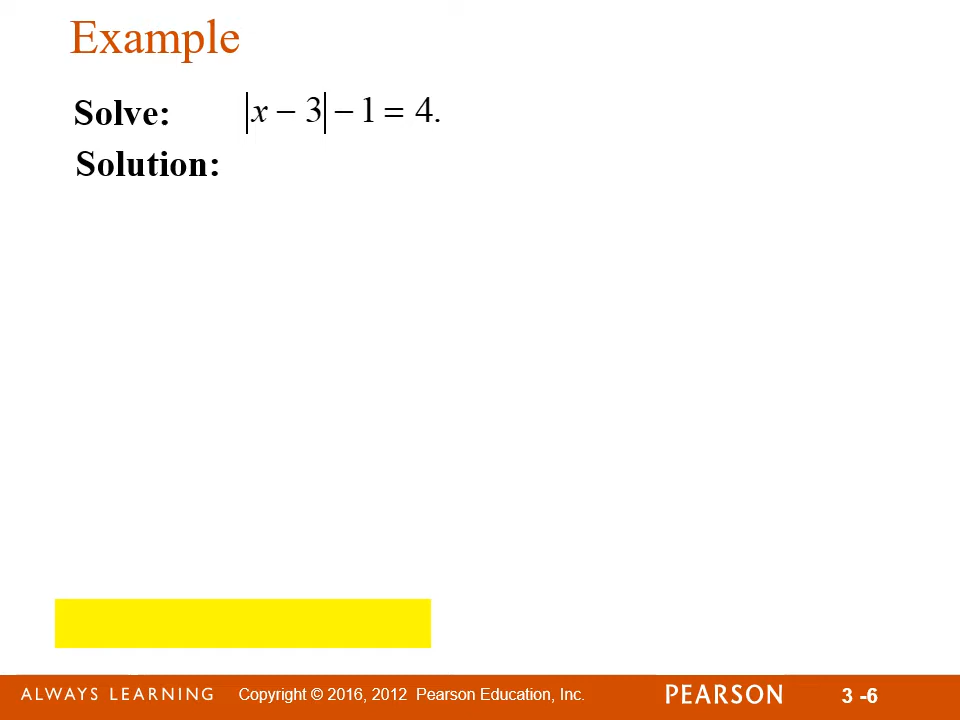 Example
Solve: |x − 3| − 1 = 4.
Solution:
ALWAYS LEARNING Copyright © 2016, 2012 Pearson Education, Inc. PEARSON 3 -6